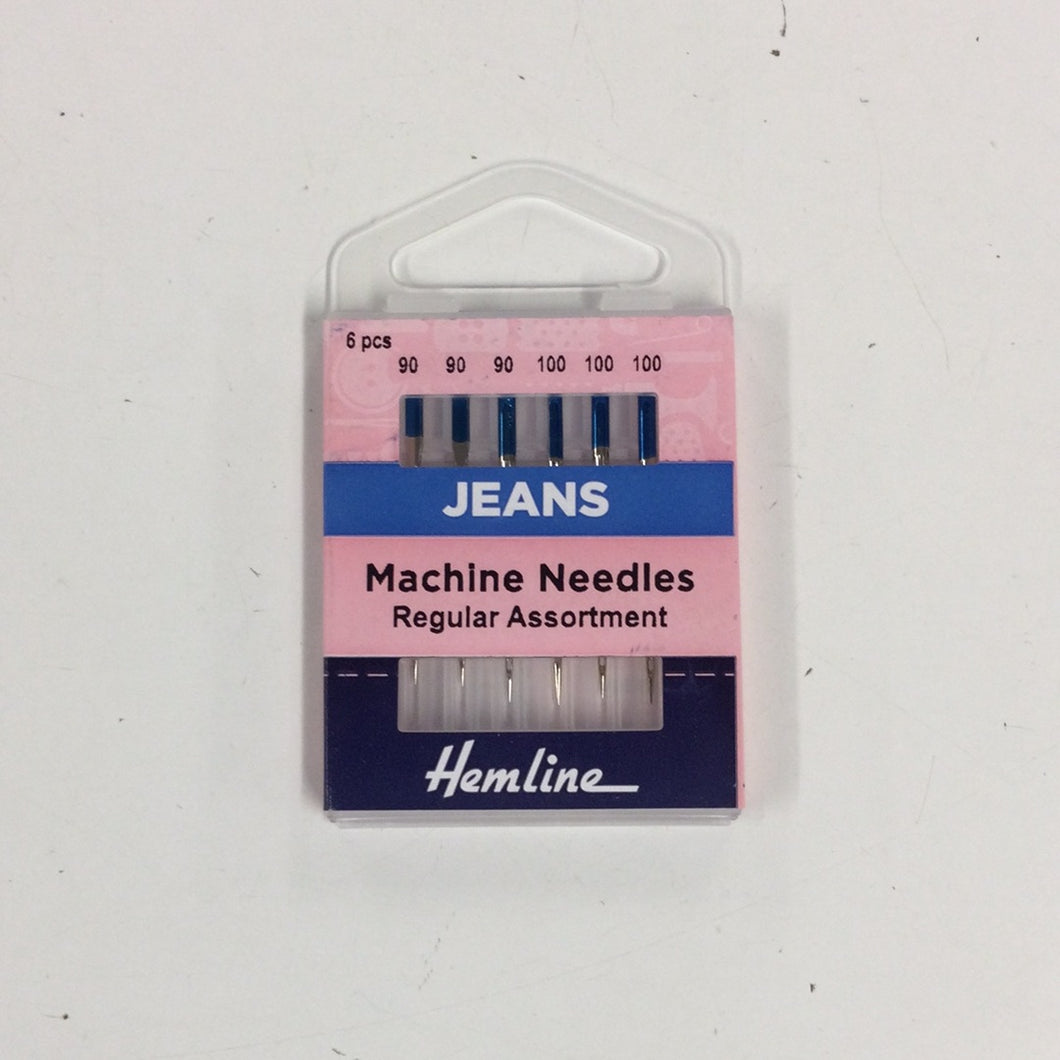 6 pcs
90 90 90 100 100 100
JEANS
Machine Needles
Regular Assortment
Hemline